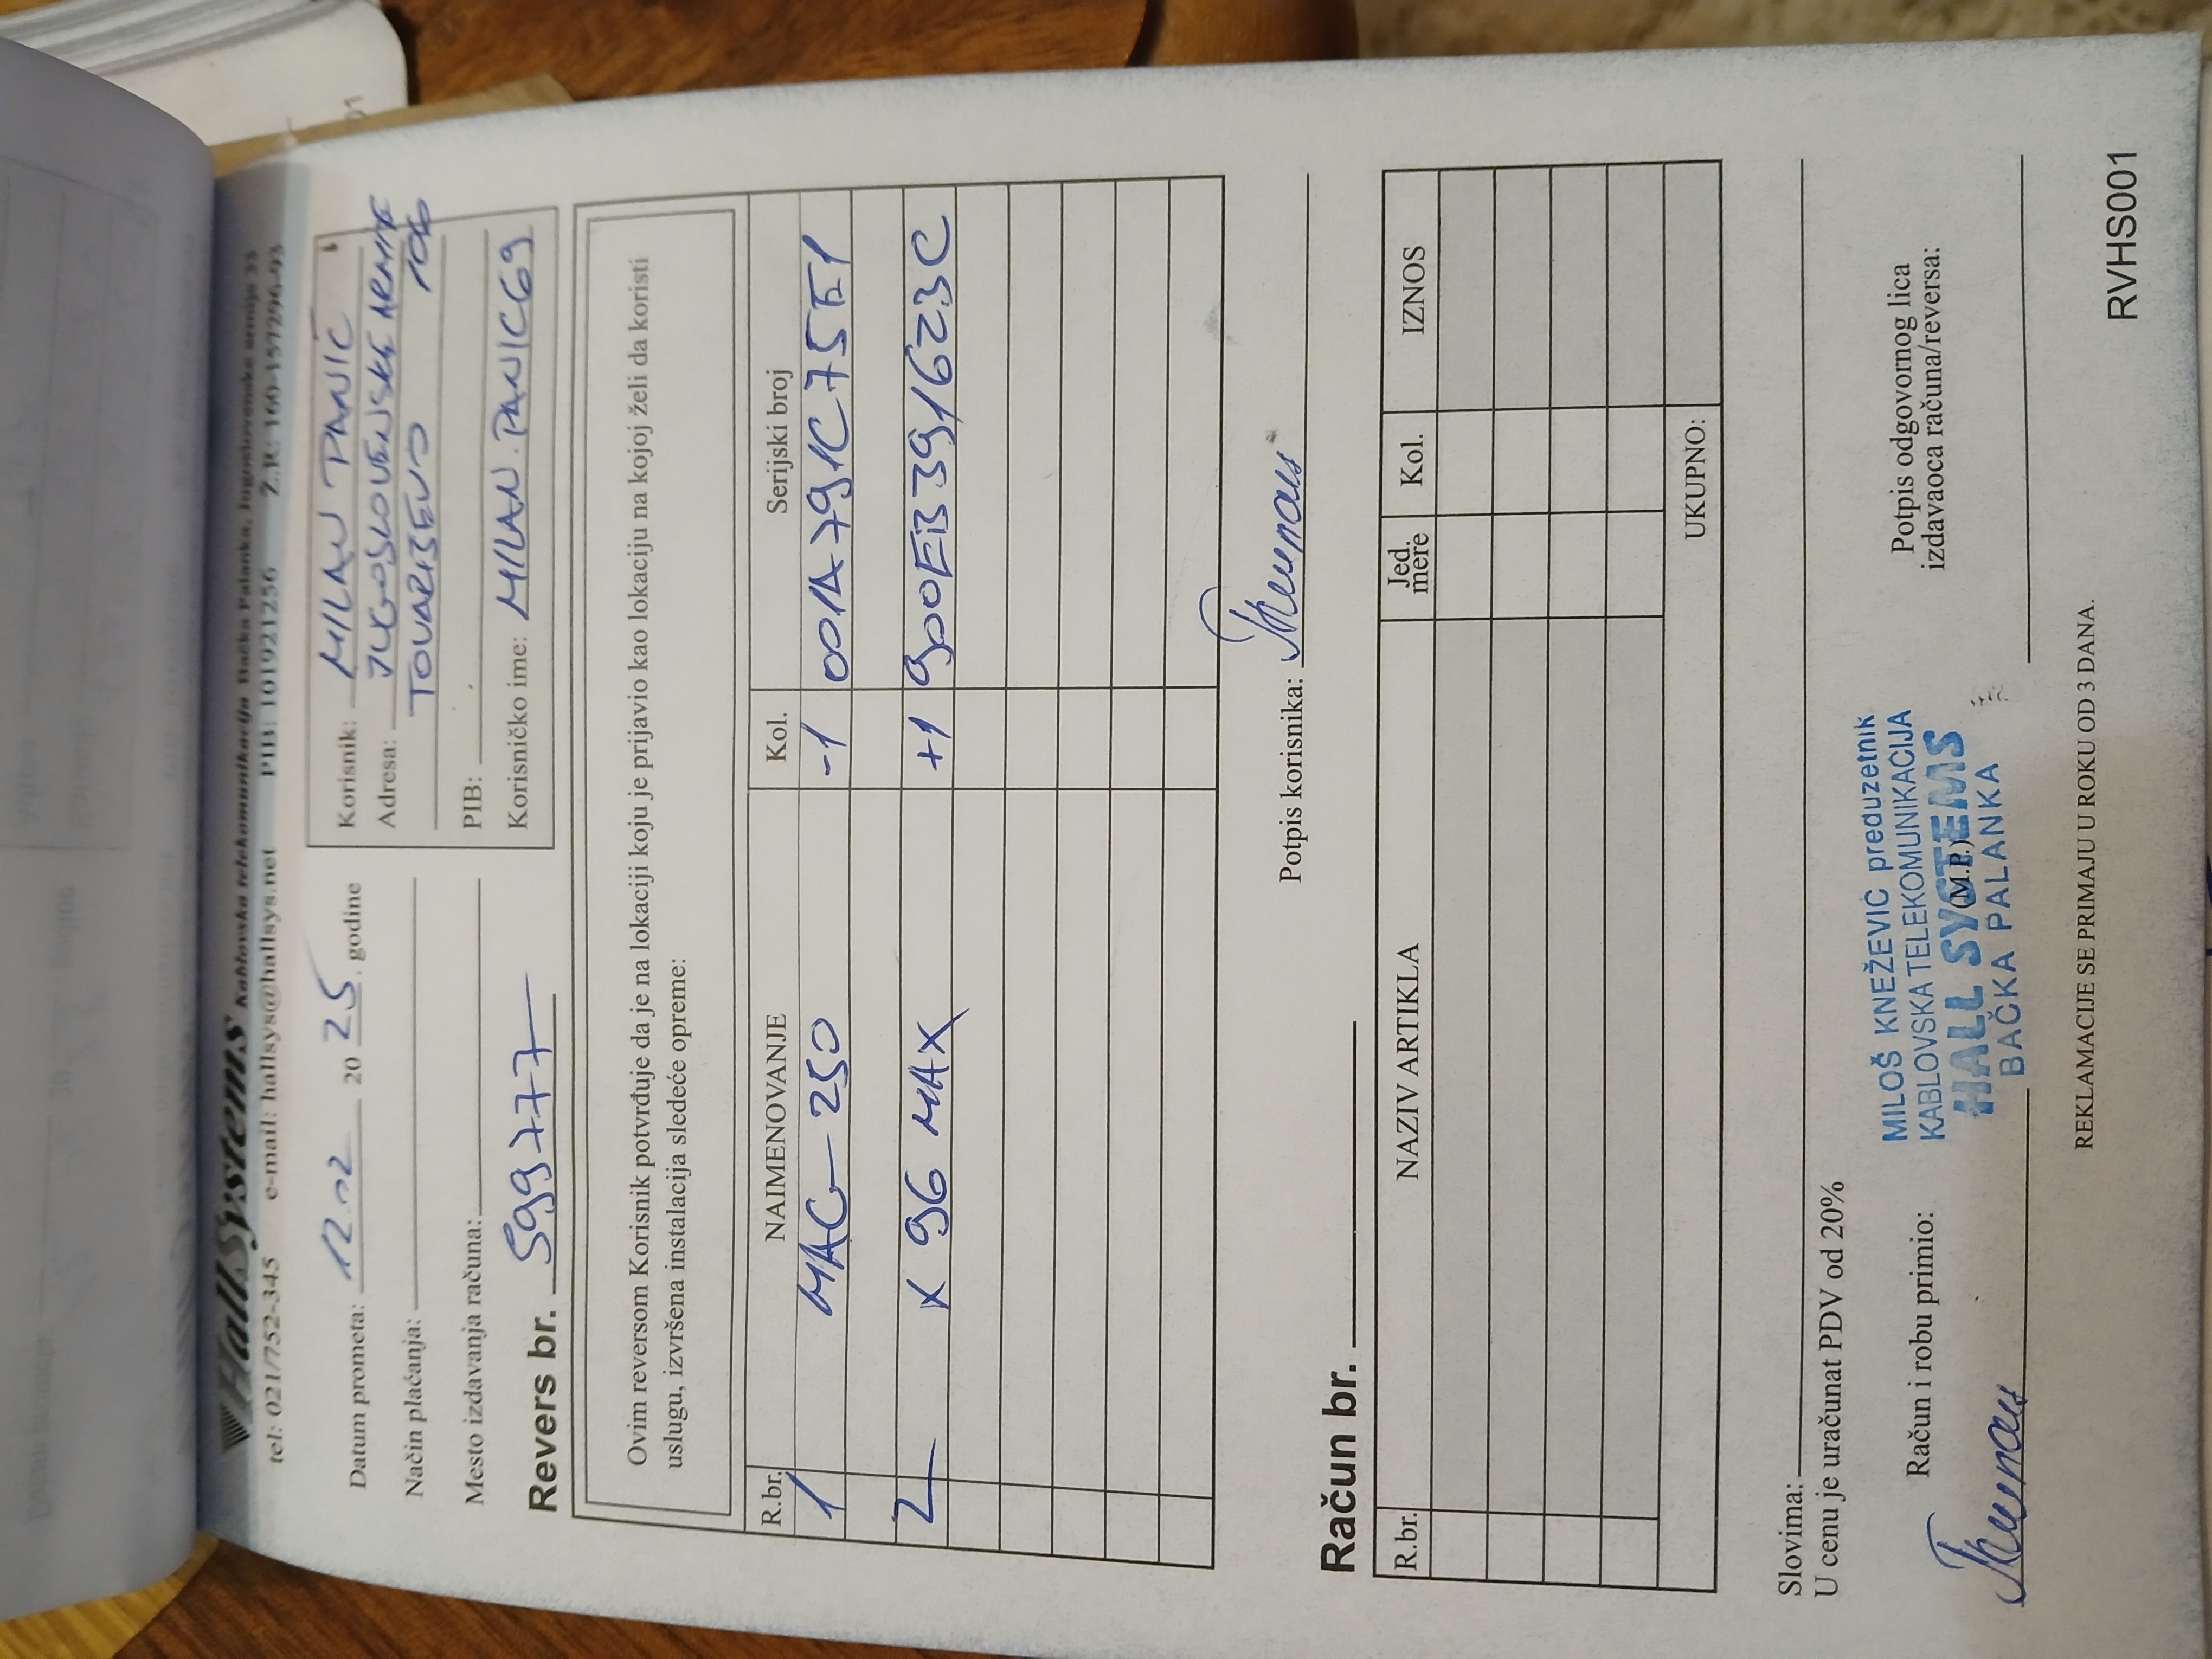 HallSystems Kablovska telekomunikacija Bačka Palanka, Jugoslovenske armije 33
tel: 021/752-345 e-mail: hallsys@hallsys.net PIB: 101921256 Ž.R: 160-157296-93
Datum prometa: 12.02 20 25. godine
Način plaćanja:
Mesto izdavanja računa:
Revers br. 599777
Korisnik: MILAN PANIĆ
Adresa: JUGOSLOVENSKE ARMIJE
TOVARIŠEVO 106
PIB:
Korisničko ime: MILAN.PANIC69
Ovim reversom Korisnik potvrđuje da je na lokaciji koju je prijavio kao lokaciju na kojoj želi da koristi
uslugu, izvršena instalacija sledeće opreme:
R.br. NAIMENOVANJE Kol. Serijski broj
1 MAG-250 -1 001A791C75E1
2 X 96 MAX +1 900EB3391623C
Potpis korisnika:
Račun br.
R.br. NAZIV ARTIKLA Jed. mere Kol. IZNOS
UKUPNO:
Slovima:
U cenu je uračunat PDV od 20%
Račun i robu primio:
MILOŠ KNEŽEVIĆ preduzetnik
KABLOVSKA TELEKOMUNIKACIJA
HALL SYSTEMS
(M.P.)
BAČKA PALANKA
Potpis odgovornog lica
izdavaoca računa/reversa:
REKLAMACIJE SE PRIMAJU U ROKU OD 3 DANA.
RVHS001